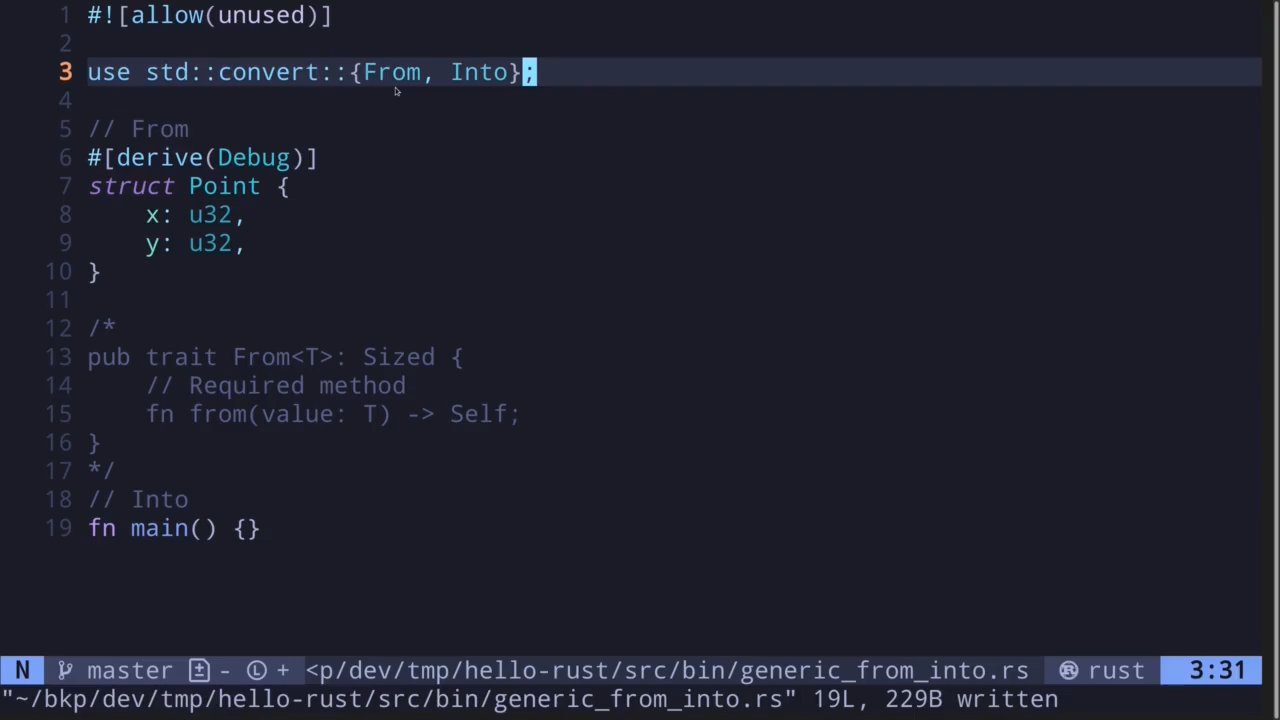 1 #![allow(unused)]
2
3 use std::convert::{From, Into};
4
5 // From
6 #[derive(Debug)]
7 struct Point {
8     x: u32,
9     y: u32,
10 }
11
12 /*
13 pub trait From<T>: Sized {
14     // Required method
15     fn from(value: T) -> Self;
16 }
17 */
18 // Into
19 fn main() {}
N master - L + <p/dev/tmp/hello-rust/src/bin/generic_from_into.rs rust 3:31
"~/bkp/dev/tmp/hello-rust/src/bin/generic_from_into.rs" 19L, 229B written